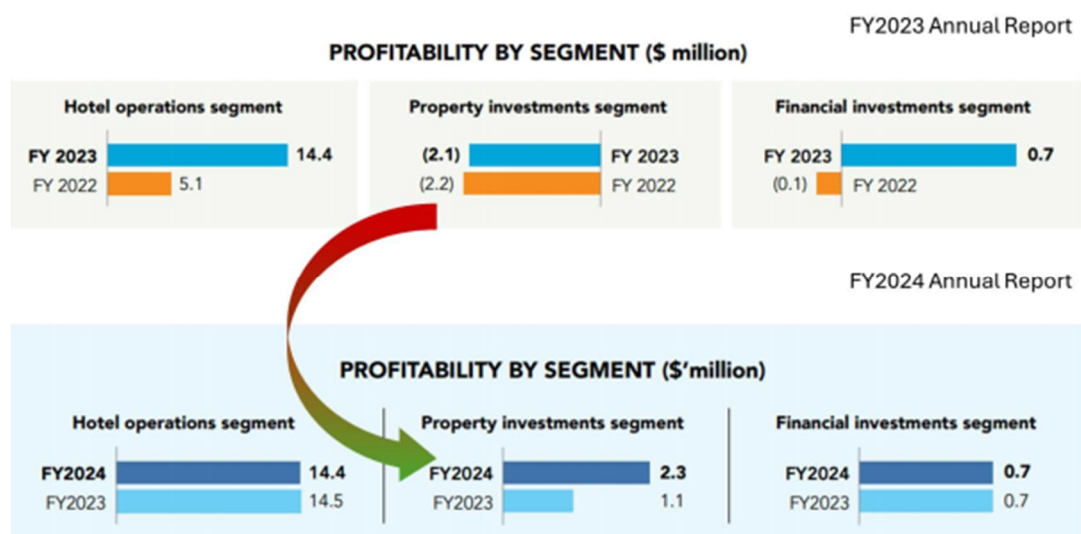 FY2023 Annual Report
PROFITABILITY BY SEGMENT ($ million)
Hotel operations segment
FY 2023 14.4
FY 2022 5.1
Property investments segment
(2.1) FY 2023
(2.2) FY 2022
Financial investments segment
FY 2023 0.7
(0.1) FY 2022
FY2024 Annual Report
PROFITABILITY BY SEGMENT ($'million)
Hotel operations segment
FY2024 14.4
FY2023 14.5
Property investments segment
FY2024 2.3
FY2023 1.1
Financial investments segment
FY2024 0.7
FY2023 0.7